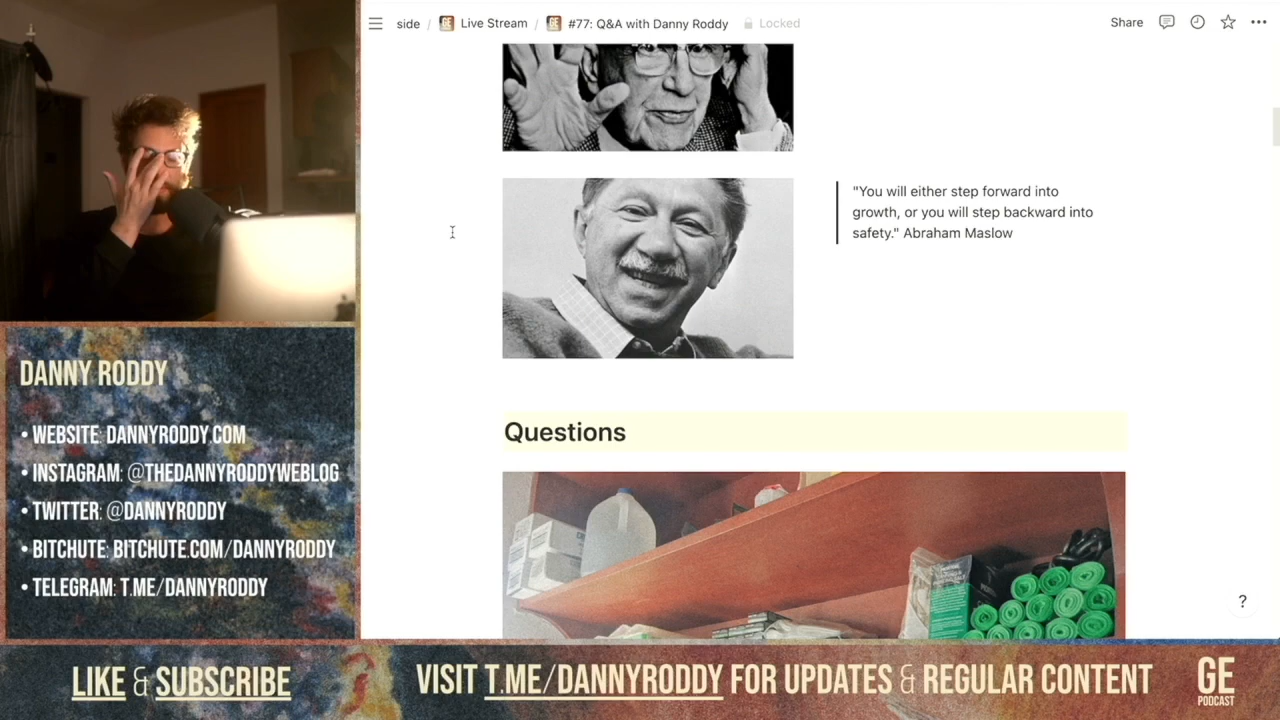 side / Live Stream / #77: Q&A with Danny Roddy Locked
Share
"You will either step forward into
growth, or you will step backward into
safety." Abraham Maslow
Questions
?
DANNY RODDY
• WEBSITE: DANNYRODDY.COM
• INSTAGRAM: @THEDANNYRODDYWEBLOG
• TWITTER: @DANNYRODDY
• BITCHUTE: BITCHUTE.COM/DANNYRODDY
• TELEGRAM: T.ME/DANNYRODDY
LIKE & SUBSCRIBE
VISIT T.ME/DANNYRODDY FOR UPDATES & REGULAR CONTENT
GE
PODCAST